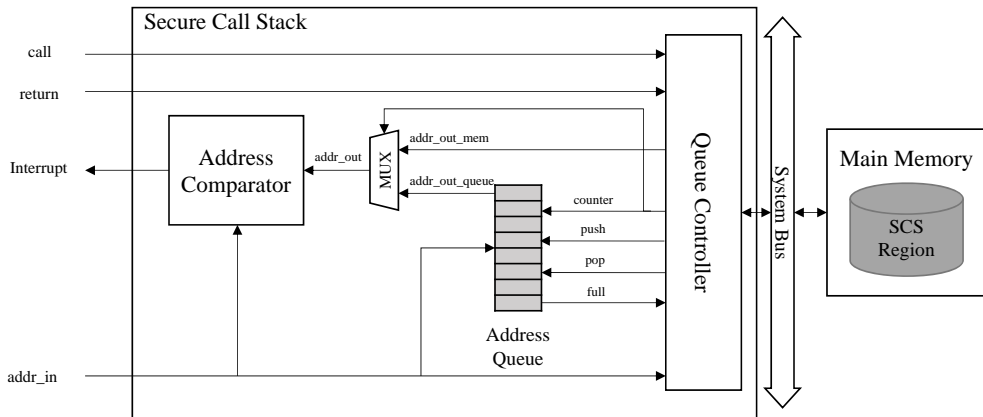 Secure Call Stack
call
return
Interrupt
addr_in
Address
Comparator
addr_out
MUX
addr_out_mem
addr_out_queue
counter
push
pop
full
Address
Queue
Queue Controller
System Bus
Main Memory
SCS
Region